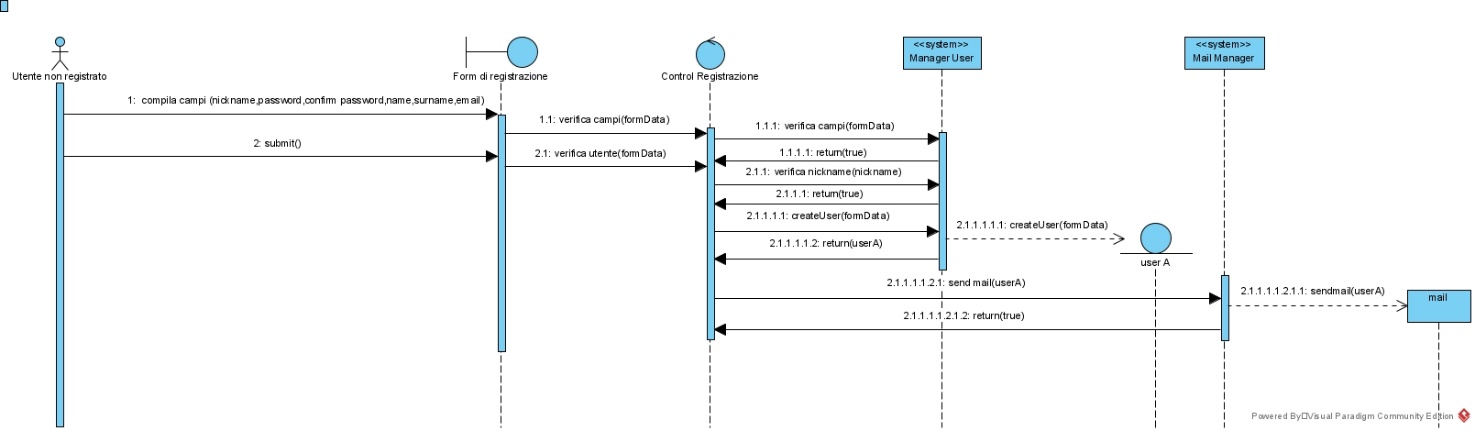 <<system>>
Manager User
<<system>>
Mail Manager
Utente non registrato
Form di registrazione
Control Registrazione
1: compila campi (nickname,password,confirm password,name,surname,email)
1.1: verifica campi(formData)
1.1.1: verifica campi(formData)
2: submit()
2.1: verifica utente(formData)
1.1.1.1: return(true)
2.1.1: verifica nickname(nickname)
2.1.1.1: return(true)
2.1.1.1.1: createUser(formData)
2.1.1.1.1.1: createUser(formData)
2.1.1.1.1.2: return(userA)
user A
2.1.1.1.1.2.1: send mail(userA)
2.1.1.1.1.2.1.1: sendmail(userA)
mail
2.1.1.1.1.2.1.2: return(true)
Powered By Visual Paradigm Community Edition